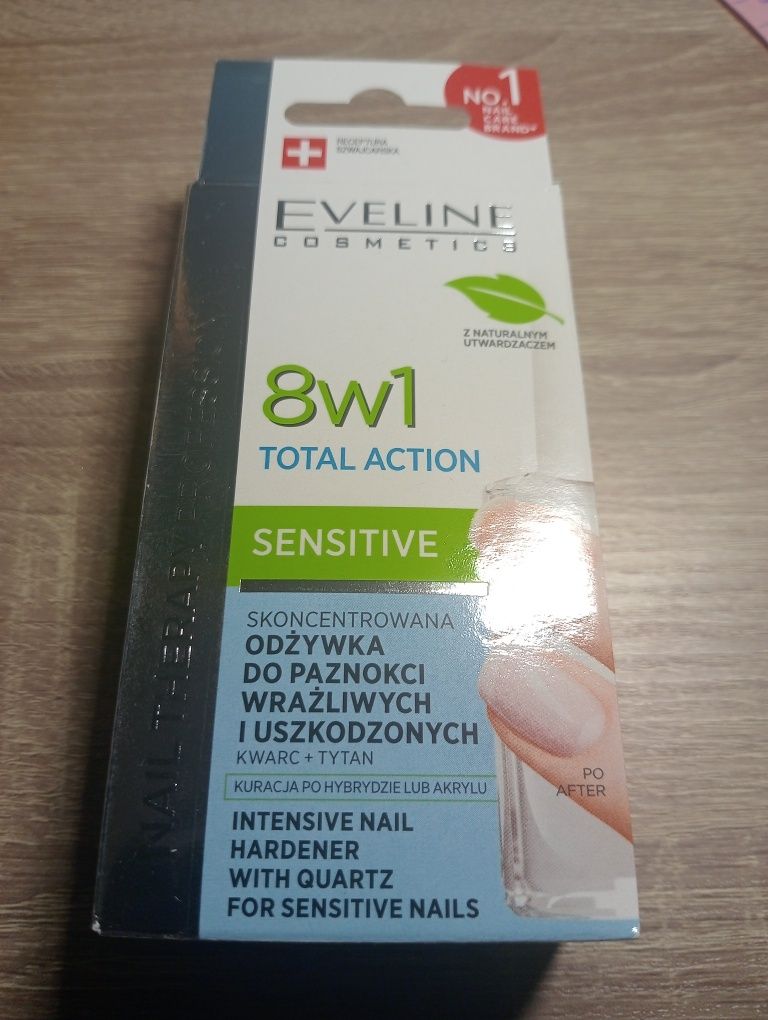 NO.1
NAIL
CARE
BRAND*
RECEPTURA
SZWAJCARSKA
EVELINE
COSMETICS
Z NATURALNYM
UTWARDZACZEM
8w1
TOTAL ACTION
SENSITIVE
SKONCENTROWANA
ODŻYWKA
DO PAZNOKCI
WRAŻLIWYCH
I USZKODZONYCH
KWARC + TYTAN
KURACJA PO HYBRYDZIE LUB AKRYLU
INTENSIVE NAIL
HARDENER
WITH QUARTZ
FOR SENSITIVE NAILS
PO
AFTER
NAIL THERAPY PROFESSIONAL